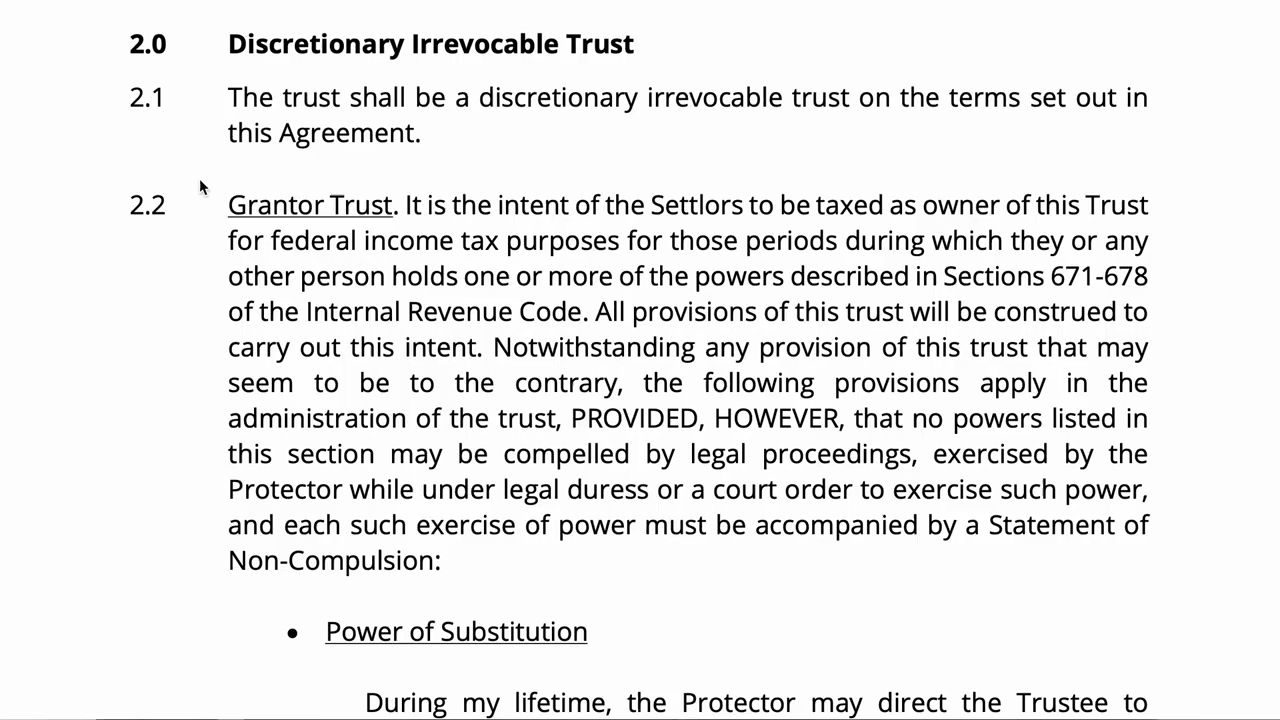 2.0 Discretionary Irrevocable Trust
2.1 The trust shall be a discretionary irrevocable trust on the terms set out in
this Agreement.
2.2 Grantor Trust. It is the intent of the Settlors to be taxed as owner of this Trust
for federal income tax purposes for those periods during which they or any
other person holds one or more of the powers described in Sections 671-678
of the Internal Revenue Code. All provisions of this trust will be construed to
carry out this intent. Notwithstanding any provision of this trust that may
seem to be to the contrary, the following provisions apply in the
administration of the trust, PROVIDED, HOWEVER, that no powers listed in
this section may be compelled by legal proceedings, exercised by the
Protector while under legal duress or a court order to exercise such power,
and each such exercise of power must be accompanied by a Statement of
Non-Compulsion:
• Power of Substitution
During my lifetime, the Protector may direct the Trustee to